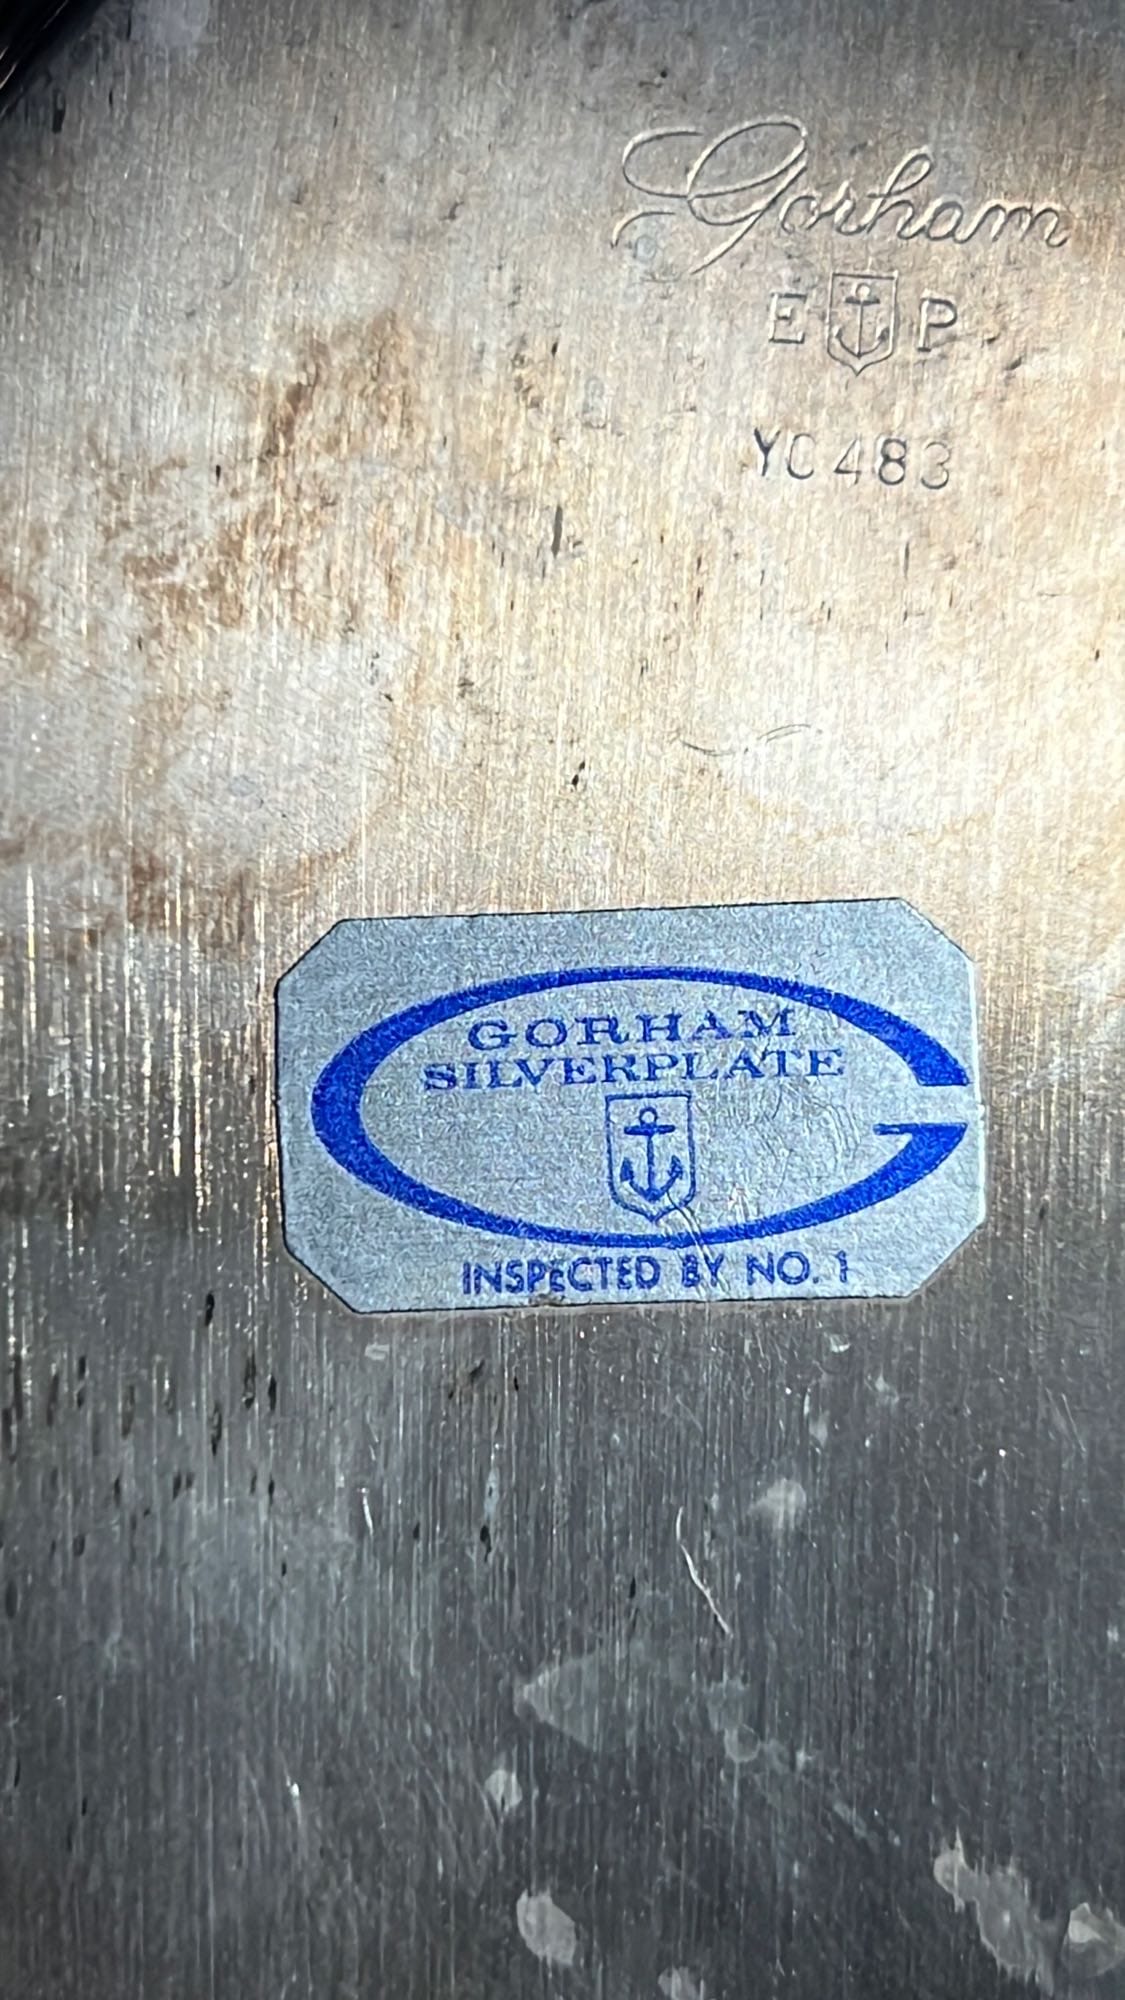 Gorham
E P
YC483
GORHAM
SILVERPLATE
INSPECTED BY NO. 1